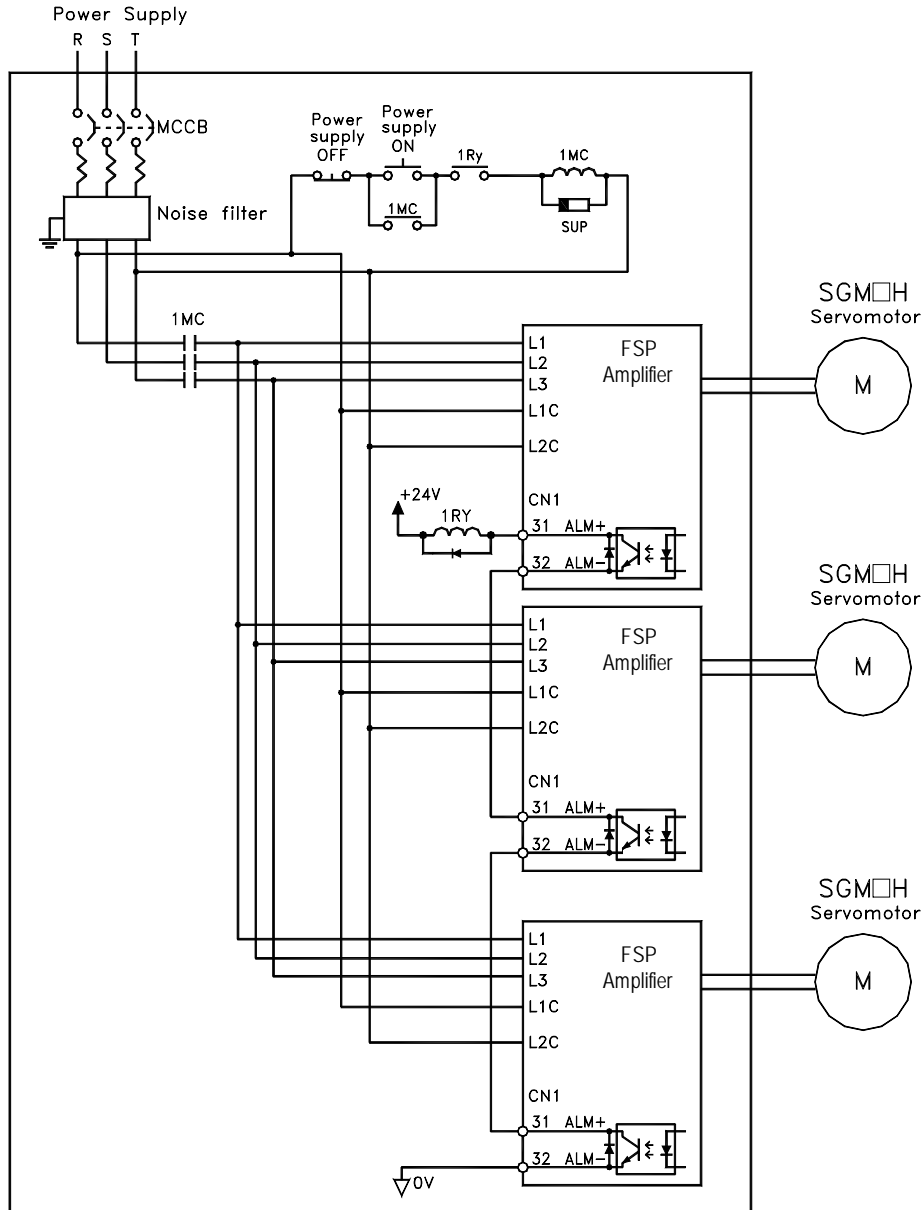 Power Supply
R S T
MCCB
Power
supply
OFF
Power
supply
ON
1Ry
1MC
1MC
SUP
Noise filter
1MC
SGM□H
Servomotor
M
FSP
Amplifier
L1
L2
L3
L1C
L2C
+24V
1RY
CN1
31 ALM+
32 ALM-
SGM□H
Servomotor
M
FSP
Amplifier
L1
L2
L3
L1C
L2C
CN1
31 ALM+
32 ALM-
SGM□H
Servomotor
M
FSP
Amplifier
L1
L2
L3
L1C
L2C
CN1
31 ALM+
32 ALM-
0V